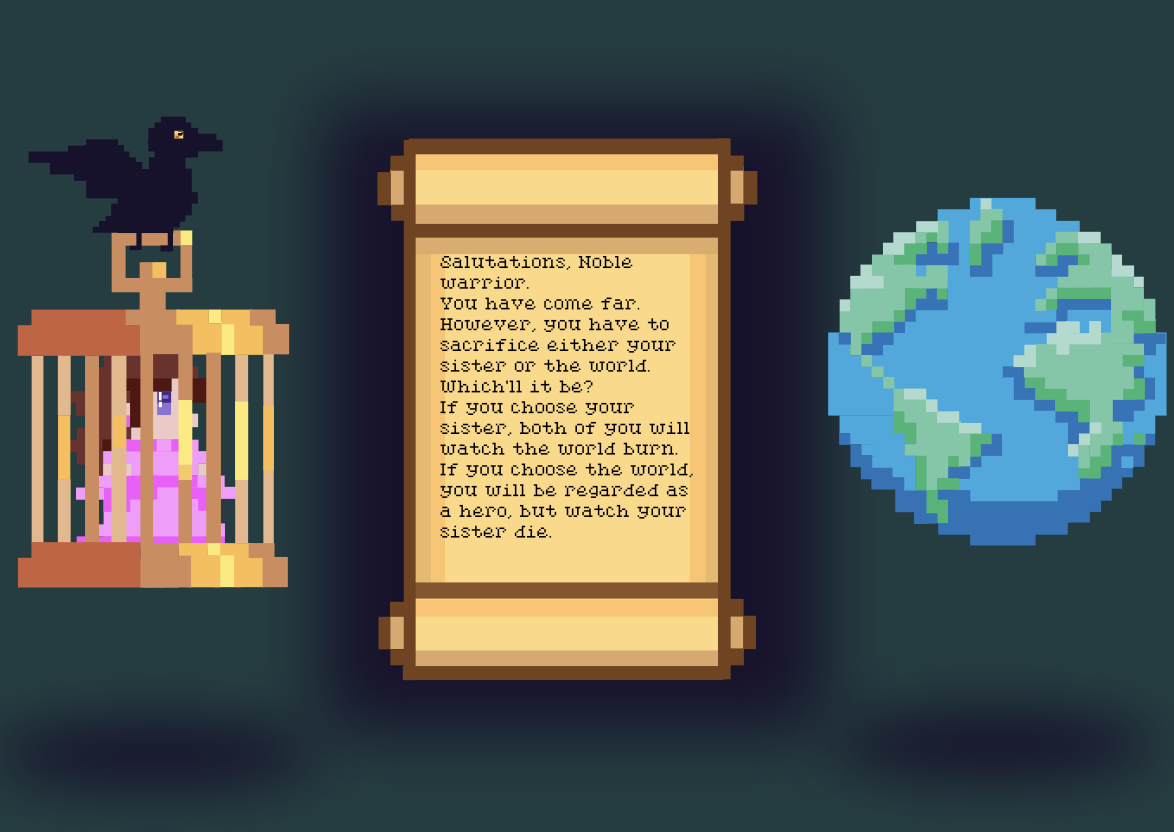 Salutations, Noble
warrior.
You have come far.
However, you have to
sacrifice either your
sister or the world.
Which'll it be?
If you choose your
sister, both of you will
watch the world burn.
If you choose the world,
you will be regarded as
a hero, but watch your
sister die.